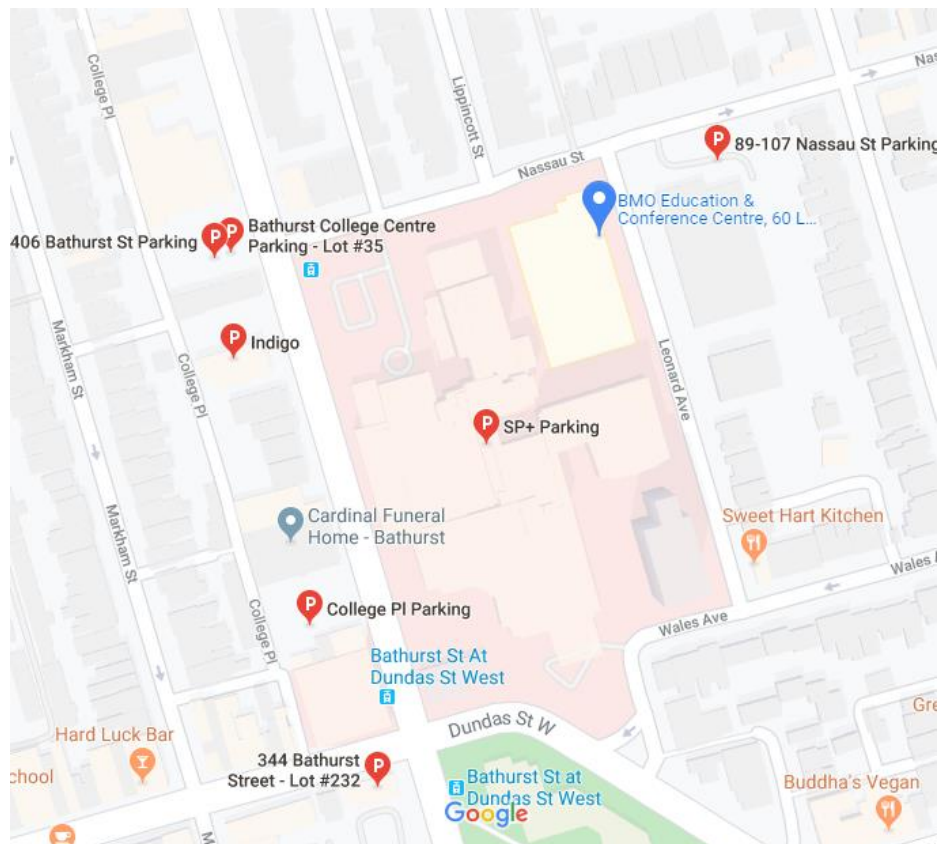 College Pl
Lippincott St
Nas
Nassau St
89-107 Nassau St Parking
BMO Education &
Conference Centre, 60 L...
406 Bathurst St Parking
Bathurst College Centre
Parking - Lot #35
Markham St
College Pl
Indigo
Leonard Ave
SP+ Parking
Cardinal Funeral
Home - Bathurst
Sweet Hart Kitchen
Markham St
Wales A
College Pl Parking
College Pl
Wales Ave
Bathurst St At
Dundas St West
Dundas St W
Gre
Hard Luck Bar
344 Bathurst
Street - Lot #232
chool
Bathurst St at
Dundas St West
Buddha's Vegan
Google
M